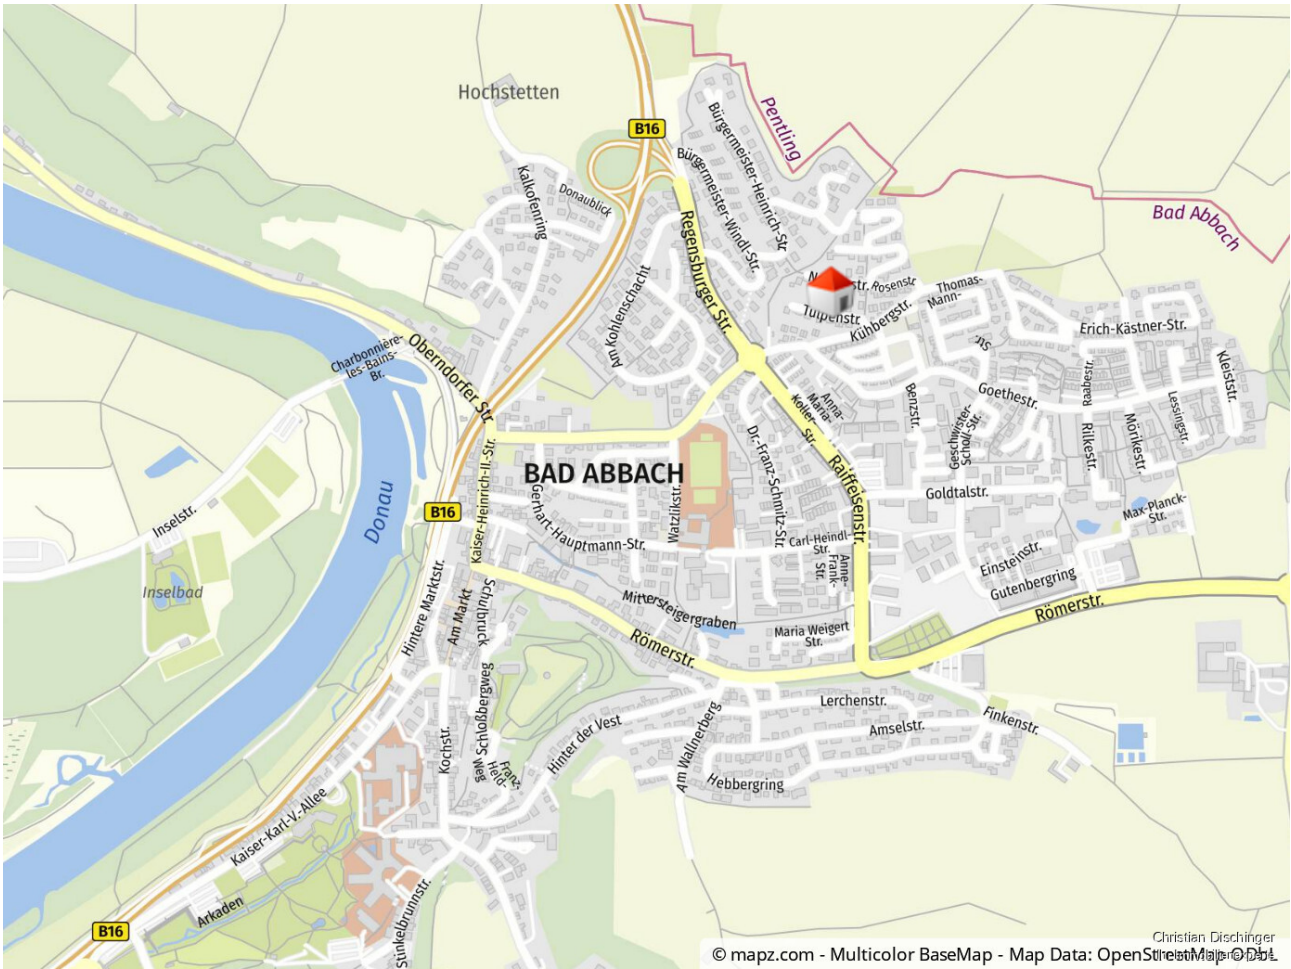 Hochstetten
B16
Pentling
Bürgermeister-Heinrich-Str.
Bürgermeister-Windl-Str.
Kalkofenring
Donaublick
Regensburger Str.
Bad Abbach
Am Kohlenschacht
Rosenstr.
Thomas-
Mann-
Str.
Tulpenstr.
Kühbergstr.
Erich-Kästner-Str.
Charbonnière-
les-Bains-
Br.
Oberndorfer Str.
Kleiststr.
Raabestr.
Goethestr.
Benzstr.
Anna-
Maria-
Koller-
Str.
Lessingstr.
Geschwister-
Scholl-Str.
Mörikestr.
Rilkestr.
Dr.-Franz-Schmitz-Str.
Raiffeisenstr.
BAD ABBACH
Kaiser-Heinrich-II.-Str.
Goldtalstr.
Max-Planck-
Str.
Donau
B16
Inselstr.
Gerhart-Hauptmann-Str.
Watzlikstr.
Carl-Heindl-
Str.
Anne-
Frank-
Str.
Einsteinstr.
Gutenbergring
Inselbad
Hintere Marktstr.
Am Markt
Schulbruck
Mittersteigergraben
Römerstr.
Maria Weigert
Str.
Römerstr.
Schloßbergweg
Kochstr.
Hinter der Vest
Am Wallnerberg
Lerchenstr.
Amselstr.
Finkenstr.
Hebbergring
Franz-
Held-
Weg
Kaiser-Karl-V.-Allee
Arkaden
Stinkelbrunnstr.
B16
Christian Dischinger
© mapz.com - Multicolor BaseMap - Map Data: OpenStreetMap ODbL